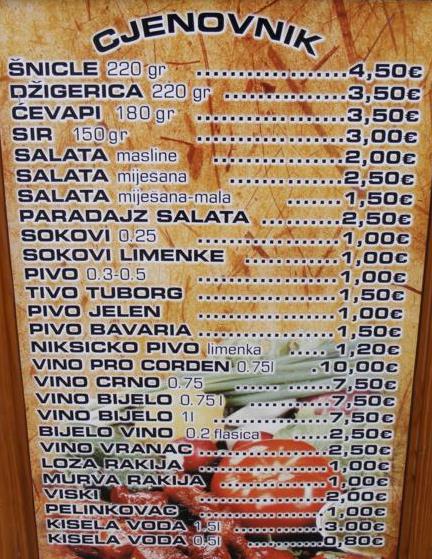 CJENOVNIK
ŠNICLE 220 gr ........................ 4,50€
DŽIGERICA 220 gr .................... 3,50€
ĆEVAPI 180 gr ........................ 3,50€
SIR 150 gr ........................ 3,00€
SALATA masline ........................ 2,00€
SALATA miješana .................... 2,50€
SALATA miješana-mala ........... 1,50€
PARADAJZ SALATA ............... 2,50€
SOKOVI 0.25 ........................ 1,00€
SOKOVI LIMENKE ................. 1,00€
PIVO 0.3-0.5 ........................ 1,00€
TIVO TUBORG ........................ 1,50€
PIVO JELEN ........................ 1,00€
PIVO BAVARIA ........................ 1,50€
NIKSICKO PIVO limenka ...... 1,20€
VINO PRO CORDEN 0.75l .10,00€
VINO CRNO 0.75 .................... 7,50€
VINO BIJELO 0.75 l ................. 7,50€
VINO BIJELO 1l .................... 7,50€
BIJELO VINO 0.2 flasica ........ 2,50€
VINO VRANAC ........................ 2,50€
LOZA RAKIJA ........................ 1,00€
MURVA RAKIJA .................... 1,00€
VISKI ........................ 2,00€
PELINKOVAC ........................ 1,00€
KISELA VODA 1.5l ................. 3,00€
KISELA VODA 0.5l ................. 0,80€